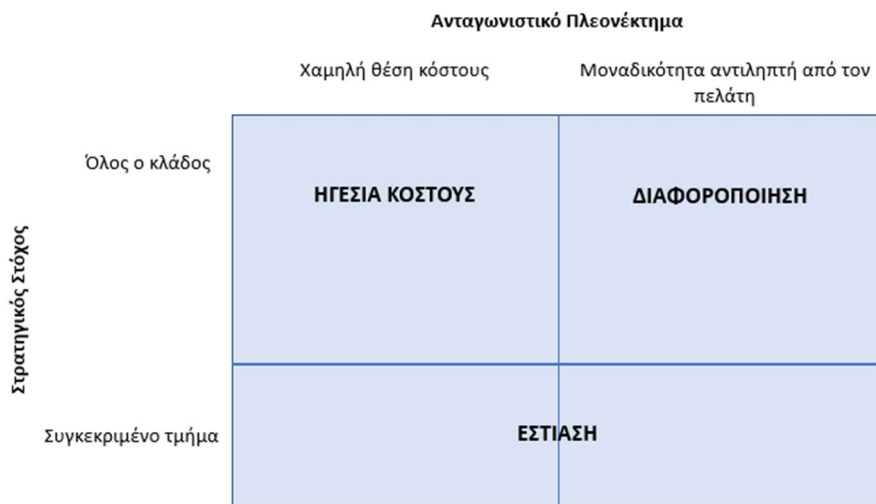 Ανταγωνιστικό Πλεονέκτημα
Χαμηλή θέση κόστους
Μοναδικότητα αντιληπτή από τον
πελάτη
Όλος ο κλάδος
ΗΓΕΣΙΑ ΚΟΣΤΟΥΣ
ΔΙΑΦΟΡΟΠΟΙΗΣΗ
Στρατηγικός Στόχος
Συγκεκριμένο τμήμα
ΕΣΤΙΑΣΗ